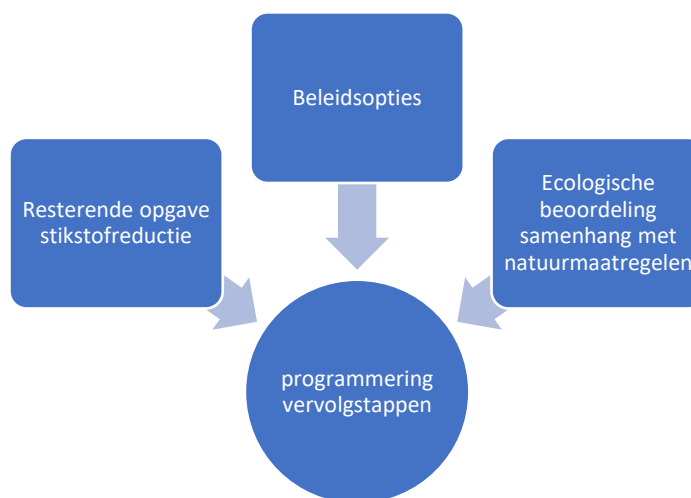 Beleidsopties
Resterende opgave
stikstofreductie
Ecologische
beoordeling
samenhang met
natuurmaatregelen
programmering
vervolgstappen